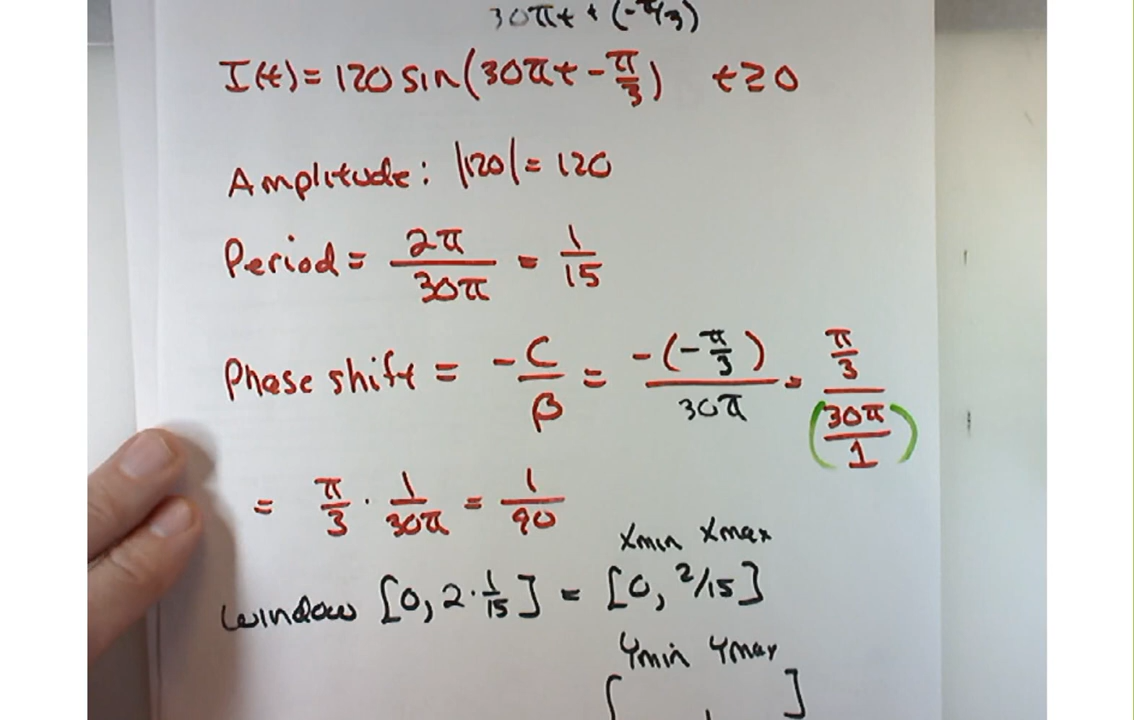 30πt + (-π/3)
I(t) = 120 sin(30πt - π/3) t ≥ 0
Amplitude: |120| = 120
Period = 2π/30π = 1/15
Phase shift = -C/β = -(-π/3)/30π = (π/3)/(30π/1)
= π/3 · 1/30π = 1/90
Xmin Xmax
window [0, 2·1/15] = [0, 2/15]
Ymin Ymax
[ ]